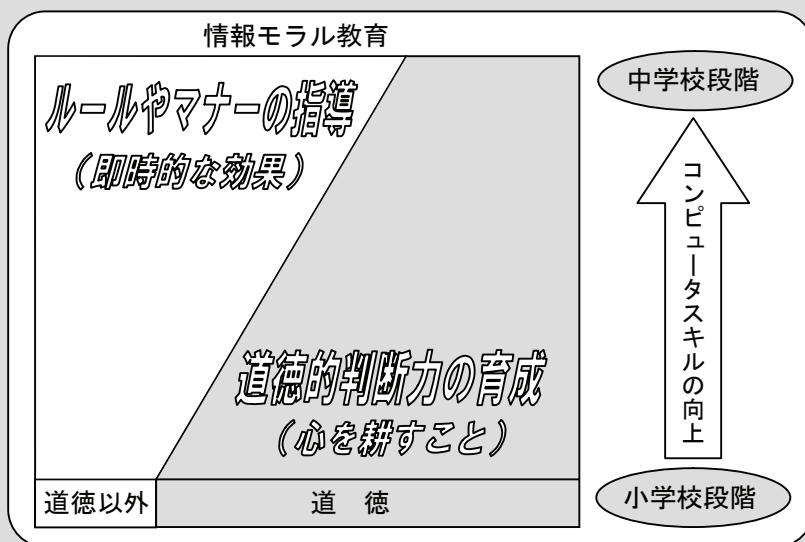 情報モラル教育
ルールやマナーの指導
（即時的な効果）
道徳的判断力の育成
（心を耕すこと）
道徳以外
道　徳
中学校段階
コンピュータスキルの向上
小学校段階